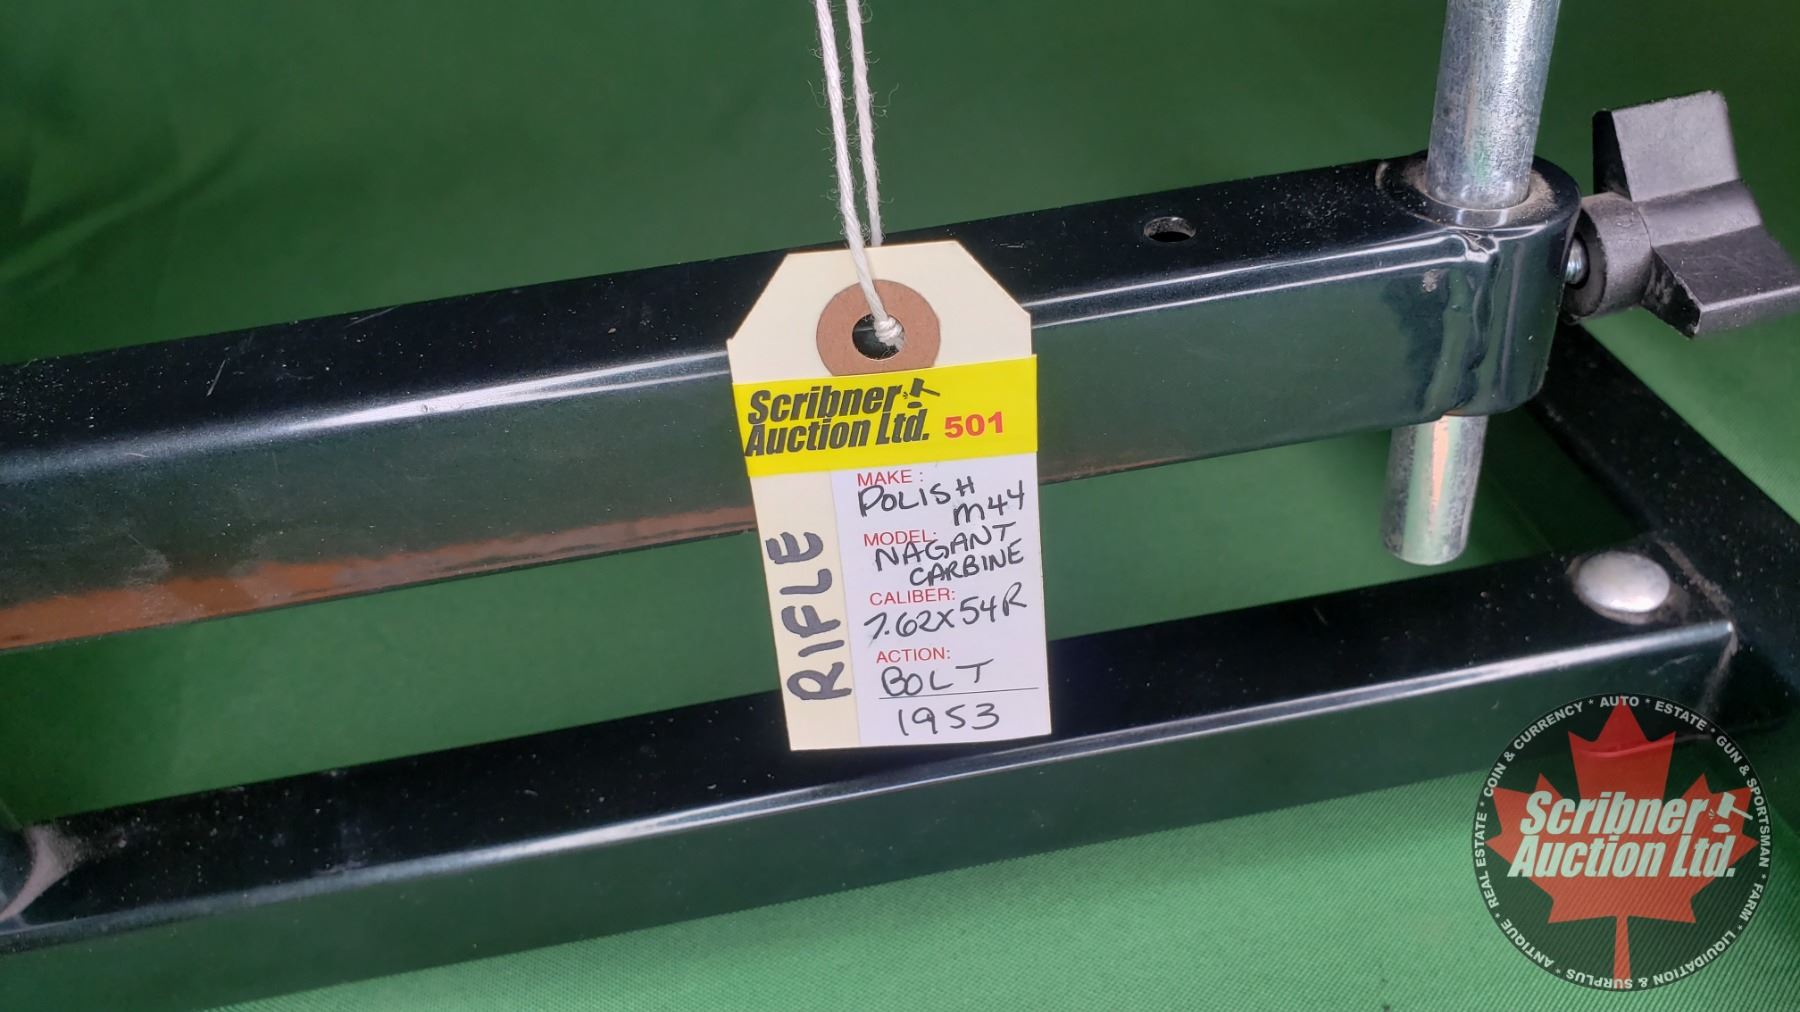 Scribner
Auction Ltd. 501
MAKE:
POLISH
M44
MODEL:
NAGANT
CARBINE
CALIBER:
7.62x54R
ACTION:
BOLT
1953
RIFLE
* COIN & CURRENCY * AUTO * ESTATE * GUN & SPORTSMAN * FARM * LIQUIDATION & SURPLUS * ANTIQUE * REAL ESTATE
Scribner
Auction Ltd.